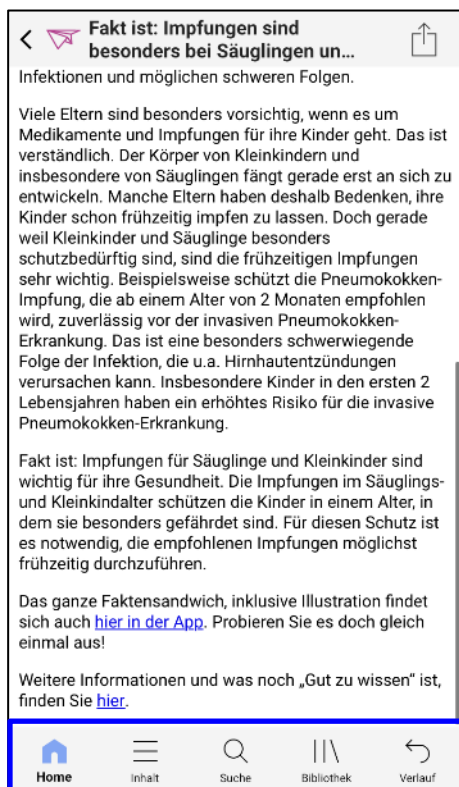 Fakt ist: Impfungen sind
besonders bei Säuglingen un...
Infektionen und möglichen schweren Folgen.
Viele Eltern sind besonders vorsichtig, wenn es um
Medikamente und Impfungen für ihre Kinder geht. Das ist
verständlich. Der Körper von Kleinkindern und
insbesondere von Säuglingen fängt gerade erst an sich zu
entwickeln. Manche Eltern haben deshalb Bedenken, ihre
Kinder schon frühzeitig impfen zu lassen. Doch gerade
weil Kleinkinder und Säuglinge besonders
schutzbedürftig sind, sind die frühzeitigen Impfungen
sehr wichtig. Beispielsweise schützt die Pneumokokken-
Impfung, die ab einem Alter von 2 Monaten empfohlen
wird, zuverlässig vor der invasiven Pneumokokken-
Erkrankung. Das ist eine besonders schwerwiegende
Folge der Infektion, die u.a. Hirnhautentzündungen
verursachen kann. Insbesondere Kinder in den ersten 2
Lebensjahren haben ein erhöhtes Risiko für die invasive
Pneumokokken-Erkrankung.
Fakt ist: Impfungen für Säuglinge und Kleinkinder sind
wichtig für ihre Gesundheit. Die Impfungen im Säuglings-
und Kleinkindalter schützen die Kinder in einem Alter, in
dem sie besonders gefährdet sind. Für diesen Schutz ist
es notwendig, die empfohlenen Impfungen möglichst
frühzeitig durchzuführen.
Das ganze Faktensandwich, inklusive Illustration findet
sich auch hier in der App. Probieren Sie es doch gleich
einmal aus!
Weitere Informationen und was noch „Gut zu wissen“ ist,
finden Sie hier.
Home Inhalt Suche Bibliothek Verlauf